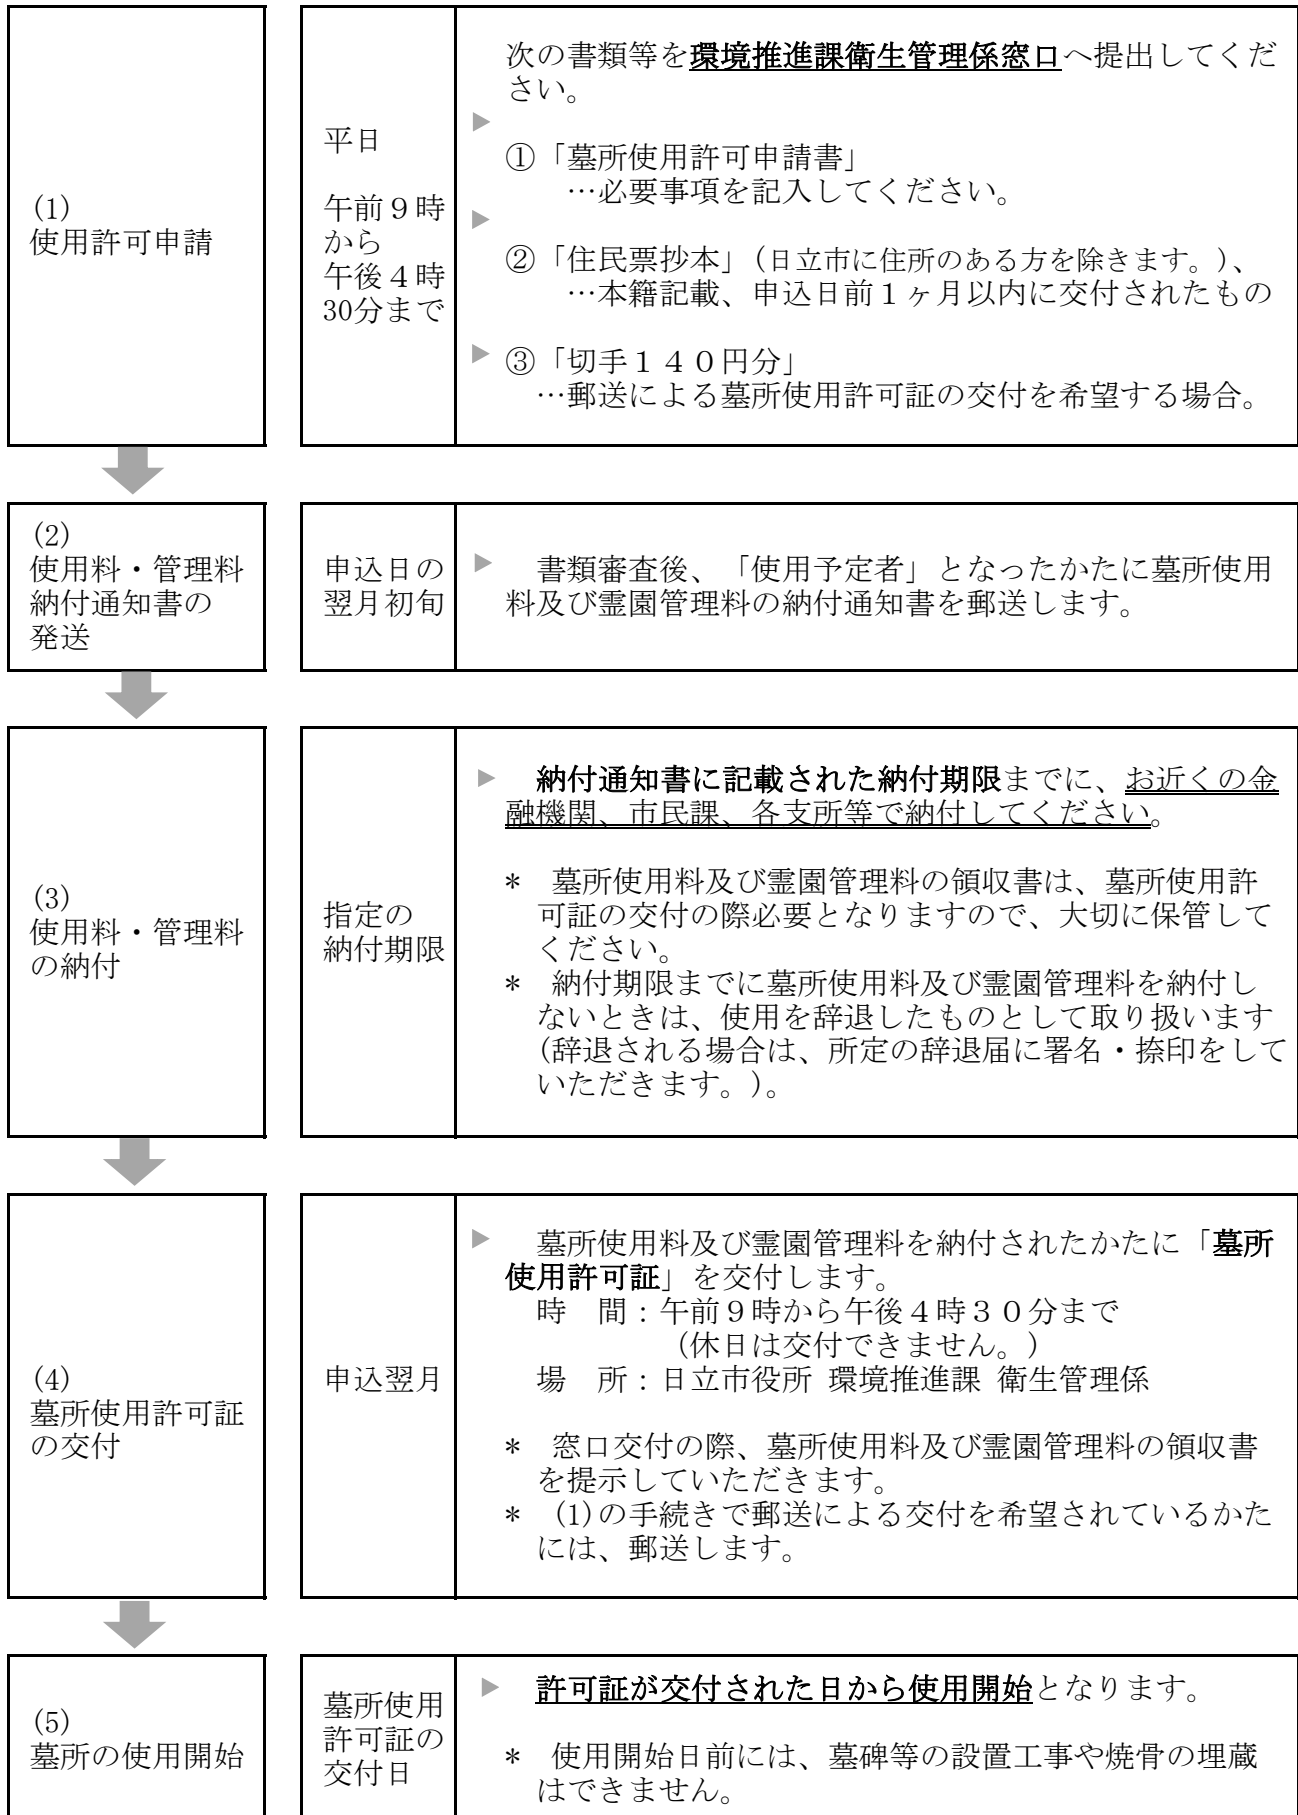 (1)
使用許可申請
平日
午前９時
から
午後４時
30分まで
次の書類等を環境推進課衛生管理係窓口へ提出してくだ
さい。
①「墓所使用許可申請書」
…必要事項を記入してください。
②「住民票抄本」（日立市に住所のある方を除きます。）、
…本籍記載、申込日前１ヶ月以内に交付されたもの
③「切手１４０円分」
…郵送による墓所使用許可証の交付を希望する場合。
(2)
使用料・管理料
納付通知書の
発送
申込日の
翌月初旬
書類審査後、「使用予定者」となったかたに墓所使用
料及び霊園管理料の納付通知書を郵送します。
(3)
使用料・管理料
の納付
指定の
納付期限
納付通知書に記載された納付期限までに、お近くの金
融機関、市民課、各支所等で納付してください。
* 墓所使用料及び霊園管理料の領収書は、墓所使用許
可証の交付の際必要となりますので、大切に保管して
ください。
* 納付期限までに墓所使用料及び霊園管理料を納付し
ないときは、使用を辞退したものとして取り扱います
(辞退される場合は、所定の辞退届に署名・捺印をして
いただきます。)。
(4)
墓所使用許可証
の交付
申込翌月
墓所使用料及び霊園管理料を納付されたかたに「墓所
使用許可証」を交付します。
時　間：午前９時から午後４時３０分まで
（休日は交付できません。）
場　所：日立市役所 環境推進課 衛生管理係
* 窓口交付の際、墓所使用料及び霊園管理料の領収書
を提示していただきます。
* (1)の手続きで郵送による交付を希望されているかた
には、郵送します。
(5)
墓所の使用開始
墓所使用
許可証の
交付日
許可証が交付された日から使用開始となります。
* 使用開始日前には、墓碑等の設置工事や焼骨の埋蔵
はできません。